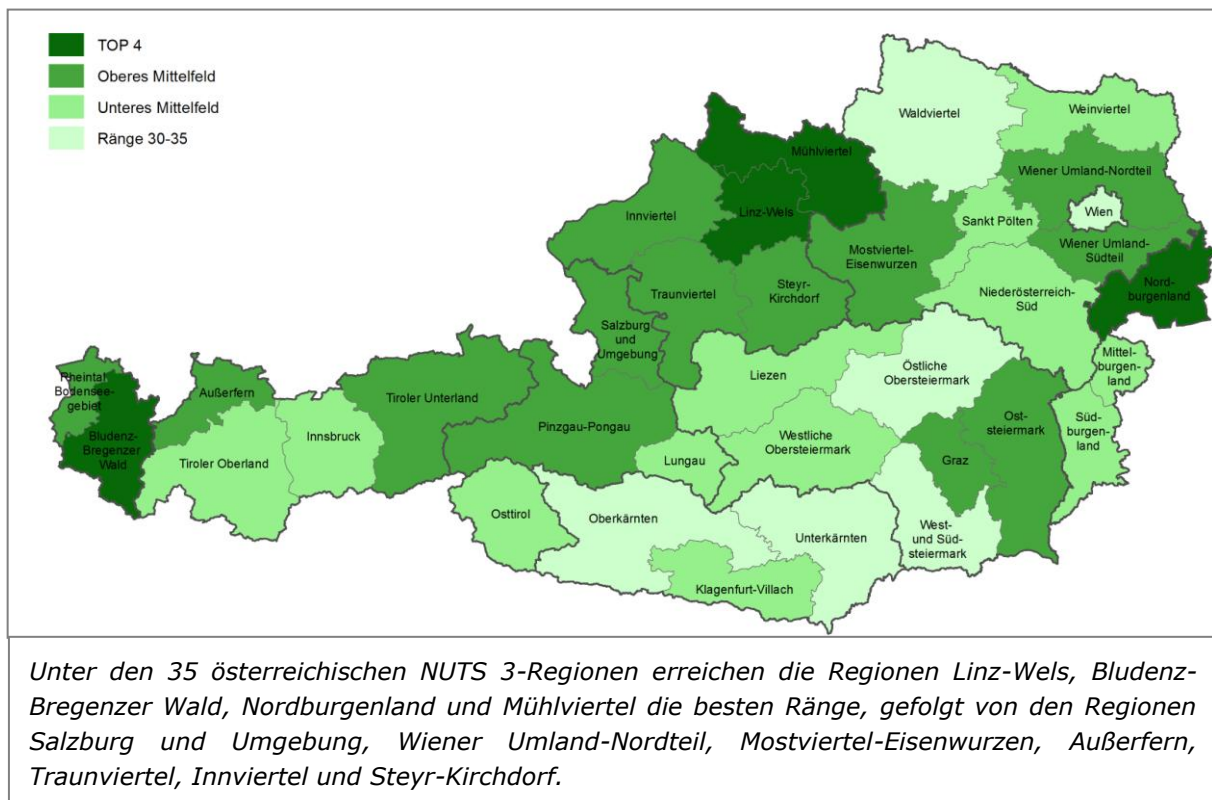 TOP 4
Oberes Mittelfeld
Unteres Mittelfeld
Ränge 30-35
Waldviertel
Weinviertel
Mühlviertel
Wiener Umland-Nordteil
Linz-Wels
Innviertel
Sankt Pölten
Wien
Mostviertel-
Eisenwurzen
Wiener Umland-
Südteil
Nord-
burgenland
Traunviertel
Steyr-
Kirchdorf
Niederösterreich-
Süd
Salzburg
und
Umgebung
Mittel-
burgen-
land
Östliche
Obersteiermark
Liezen
Rheintal-
Bodensee-
gebiet
Außerfern
Tiroler Unterland
Bludenz-
Bregenzer
Wald
Innsbruck
Pinzgau-Pongau
Ost-
steiermark
Süd-
burgen-
land
Westliche
Obersteiermark
Tiroler Oberland
Lungau
Graz
Osttirol
Oberkärnten
Unterkärnten
West-
und Süd-
steiermark
Klagenfurt-Villach
Unter den 35 österreichischen NUTS 3-Regionen erreichen die Regionen Linz-Wels, Bludenz-
Bregenzer Wald, Nordburgenland und Mühlviertel die besten Ränge, gefolgt von den Regionen
Salzburg und Umgebung, Wiener Umland-Nordteil, Mostviertel-Eisenwurzen, Außerfern,
Traunviertel, Innviertel und Steyr-Kirchdorf.